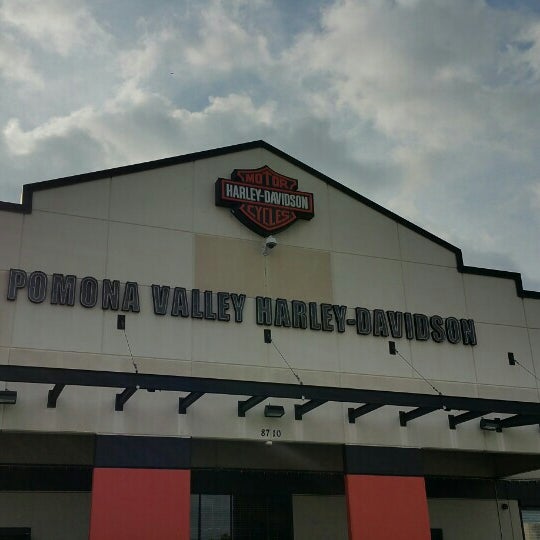 MOTOR
HARLEY-DAVIDSON
CYCLES
POMONA VALLEY HARLEY-DAVIDSON
8710